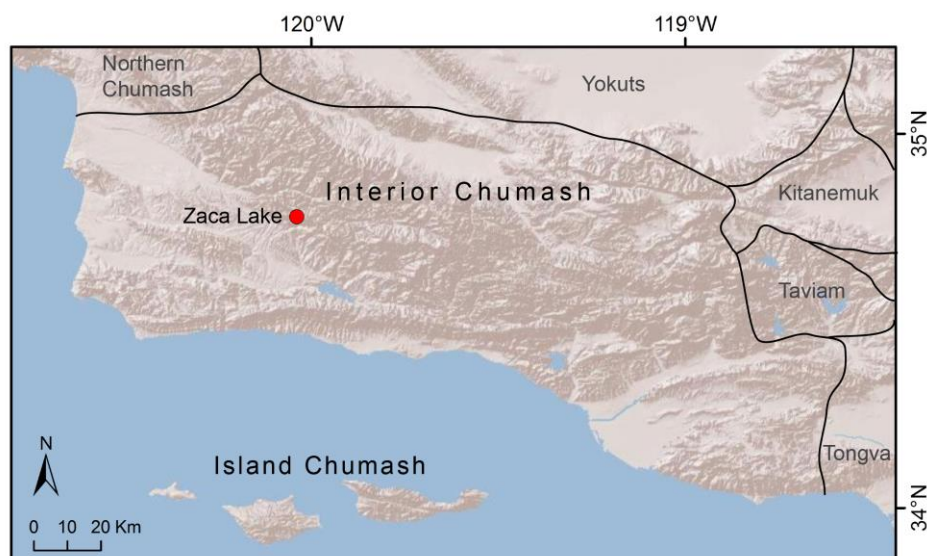 120°W
119°W
Northern
Chumash
Yokuts
35°N
Interior Chumash
Kitanemuk
Zaca Lake
Taviam
Island Chumash
Tongva
N
34°N
0 10 20 Km